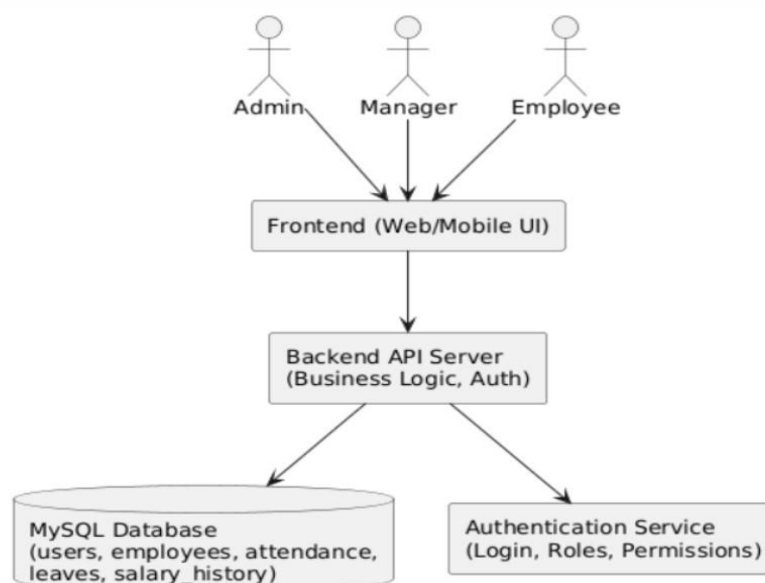 Admin
Manager
Employee
Frontend (Web/Mobile UI)
Backend API Server
(Business Logic, Auth)
MySQL Database
(users, employees, attendance,
leaves, salary_history)
Authentication Service
(Login, Roles, Permissions)